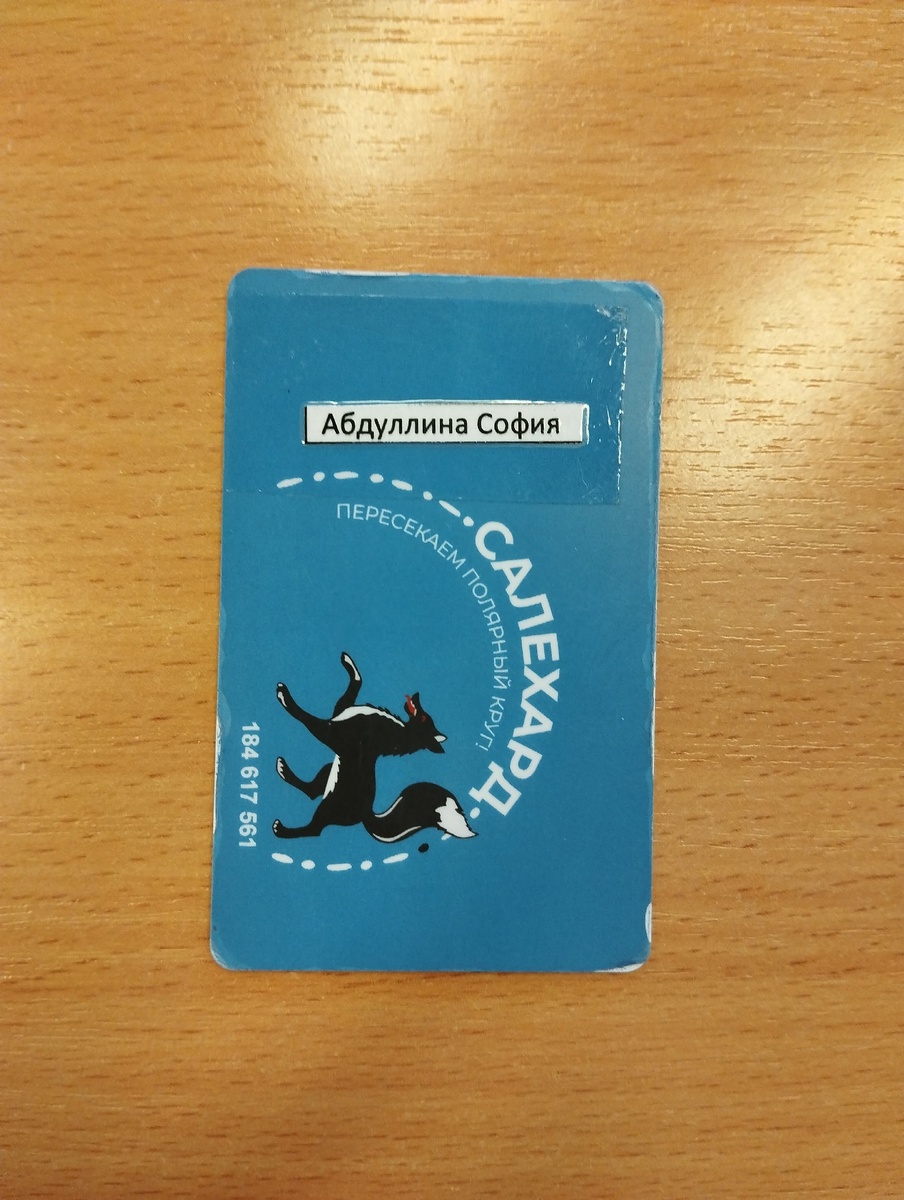 Абдуллина София
САЛЕХАРД.
ПЕРЕСЕКАЕМ ПОЛЯРНЫЙ КРУГ!
184 617 561